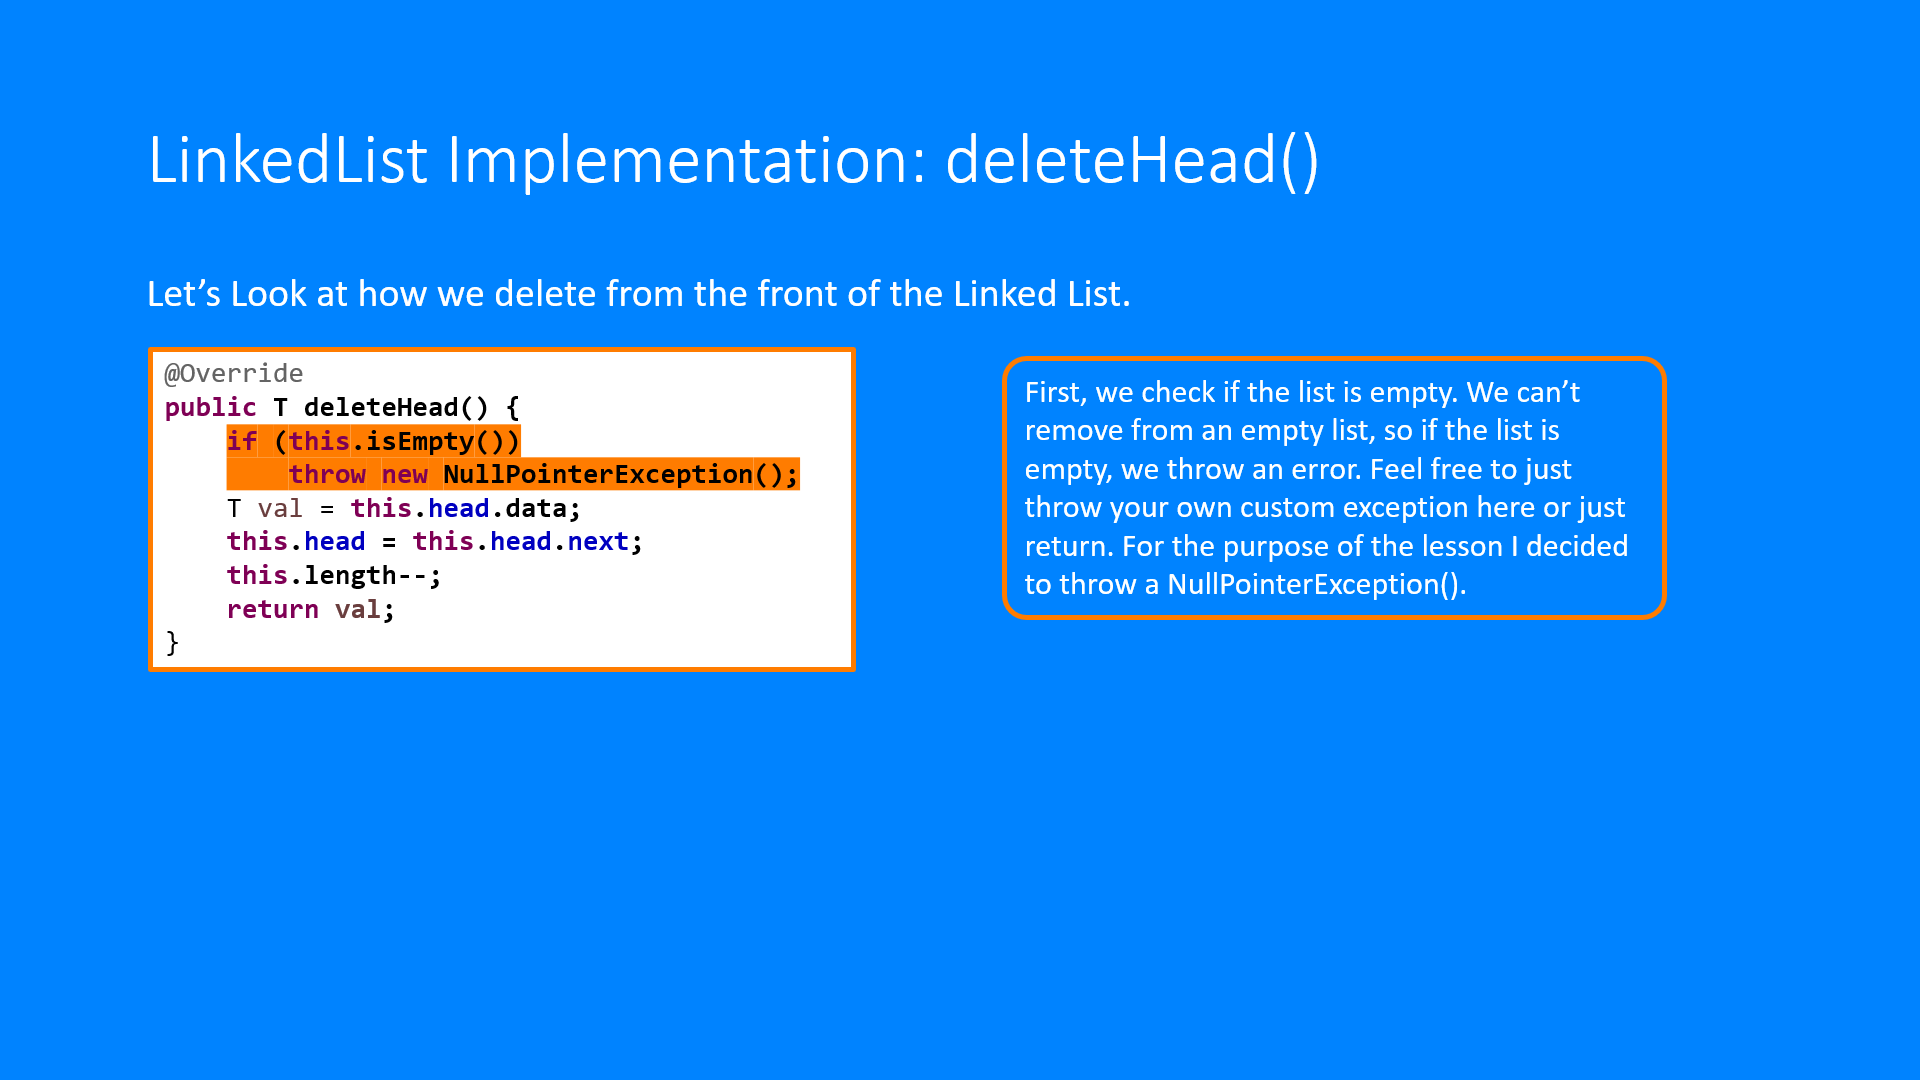 LinkedList Implementation: deleteHead()
Let’s Look at how we delete from the front of the Linked List.
@Override
public T deleteHead() {
    if (this.isEmpty())
        throw new NullPointerException();
    T val = this.head.data;
    this.head = this.head.next;
    this.length--;
    return val;
}
First, we check if the list is empty. We can’t
remove from an empty list, so if the list is
empty, we throw an error. Feel free to just
throw your own custom exception here or just
return. For the purpose of the lesson I decided
to throw a NullPointerException().